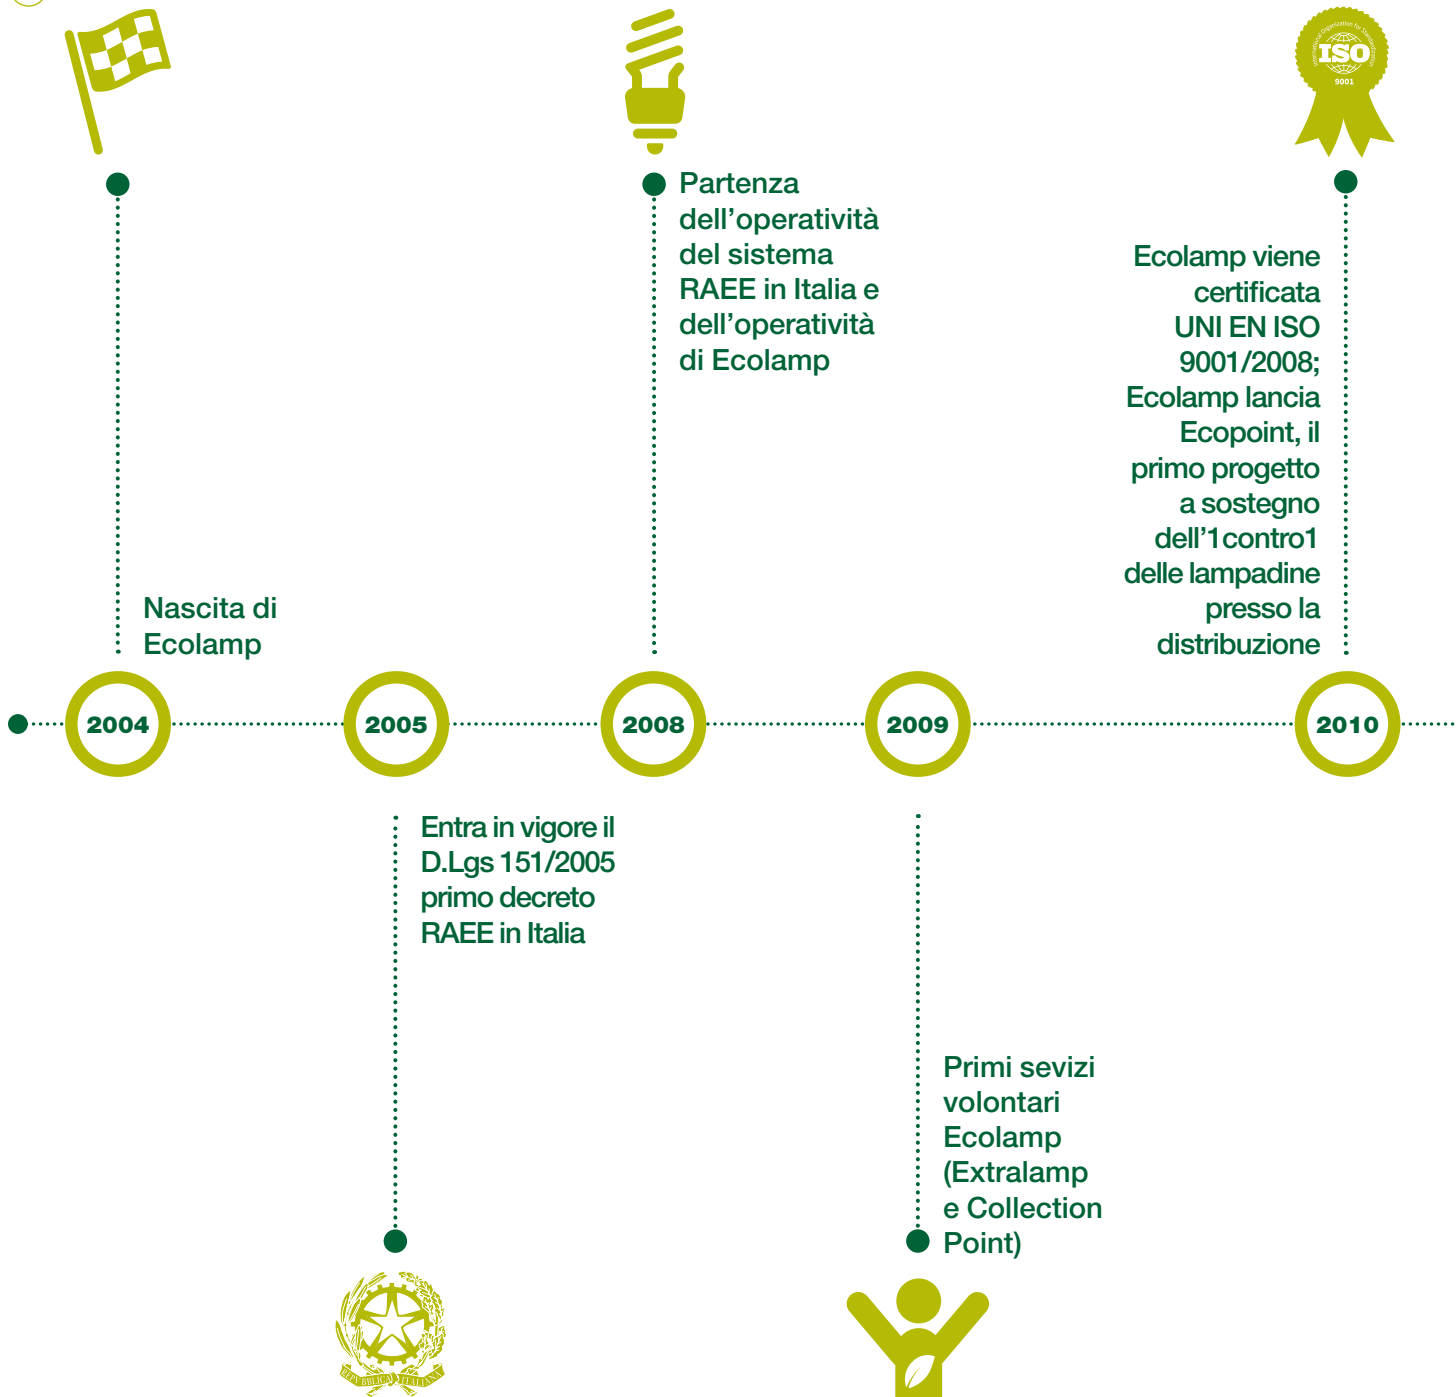 ISO
9001
Partenza
dell’operatività
del sistema
RAEE in Italia e
dell’operatività
di Ecolamp
Ecolamp viene
certificata
UNI EN ISO
9001/2008;
Ecolamp lancia
Ecopoint, il
primo progetto
a sostegno
dell’1contro1
delle lampadine
presso la
distribuzione
Nascita di
Ecolamp
2004
2005
2008
2009
2010
Entra in vigore il
D.Lgs 151/2005
primo decreto
RAEE in Italia
Primi sevizi
volontari
Ecolamp
(Extralamp
e Collection
Point)
REPVBBLICA ITALIANA